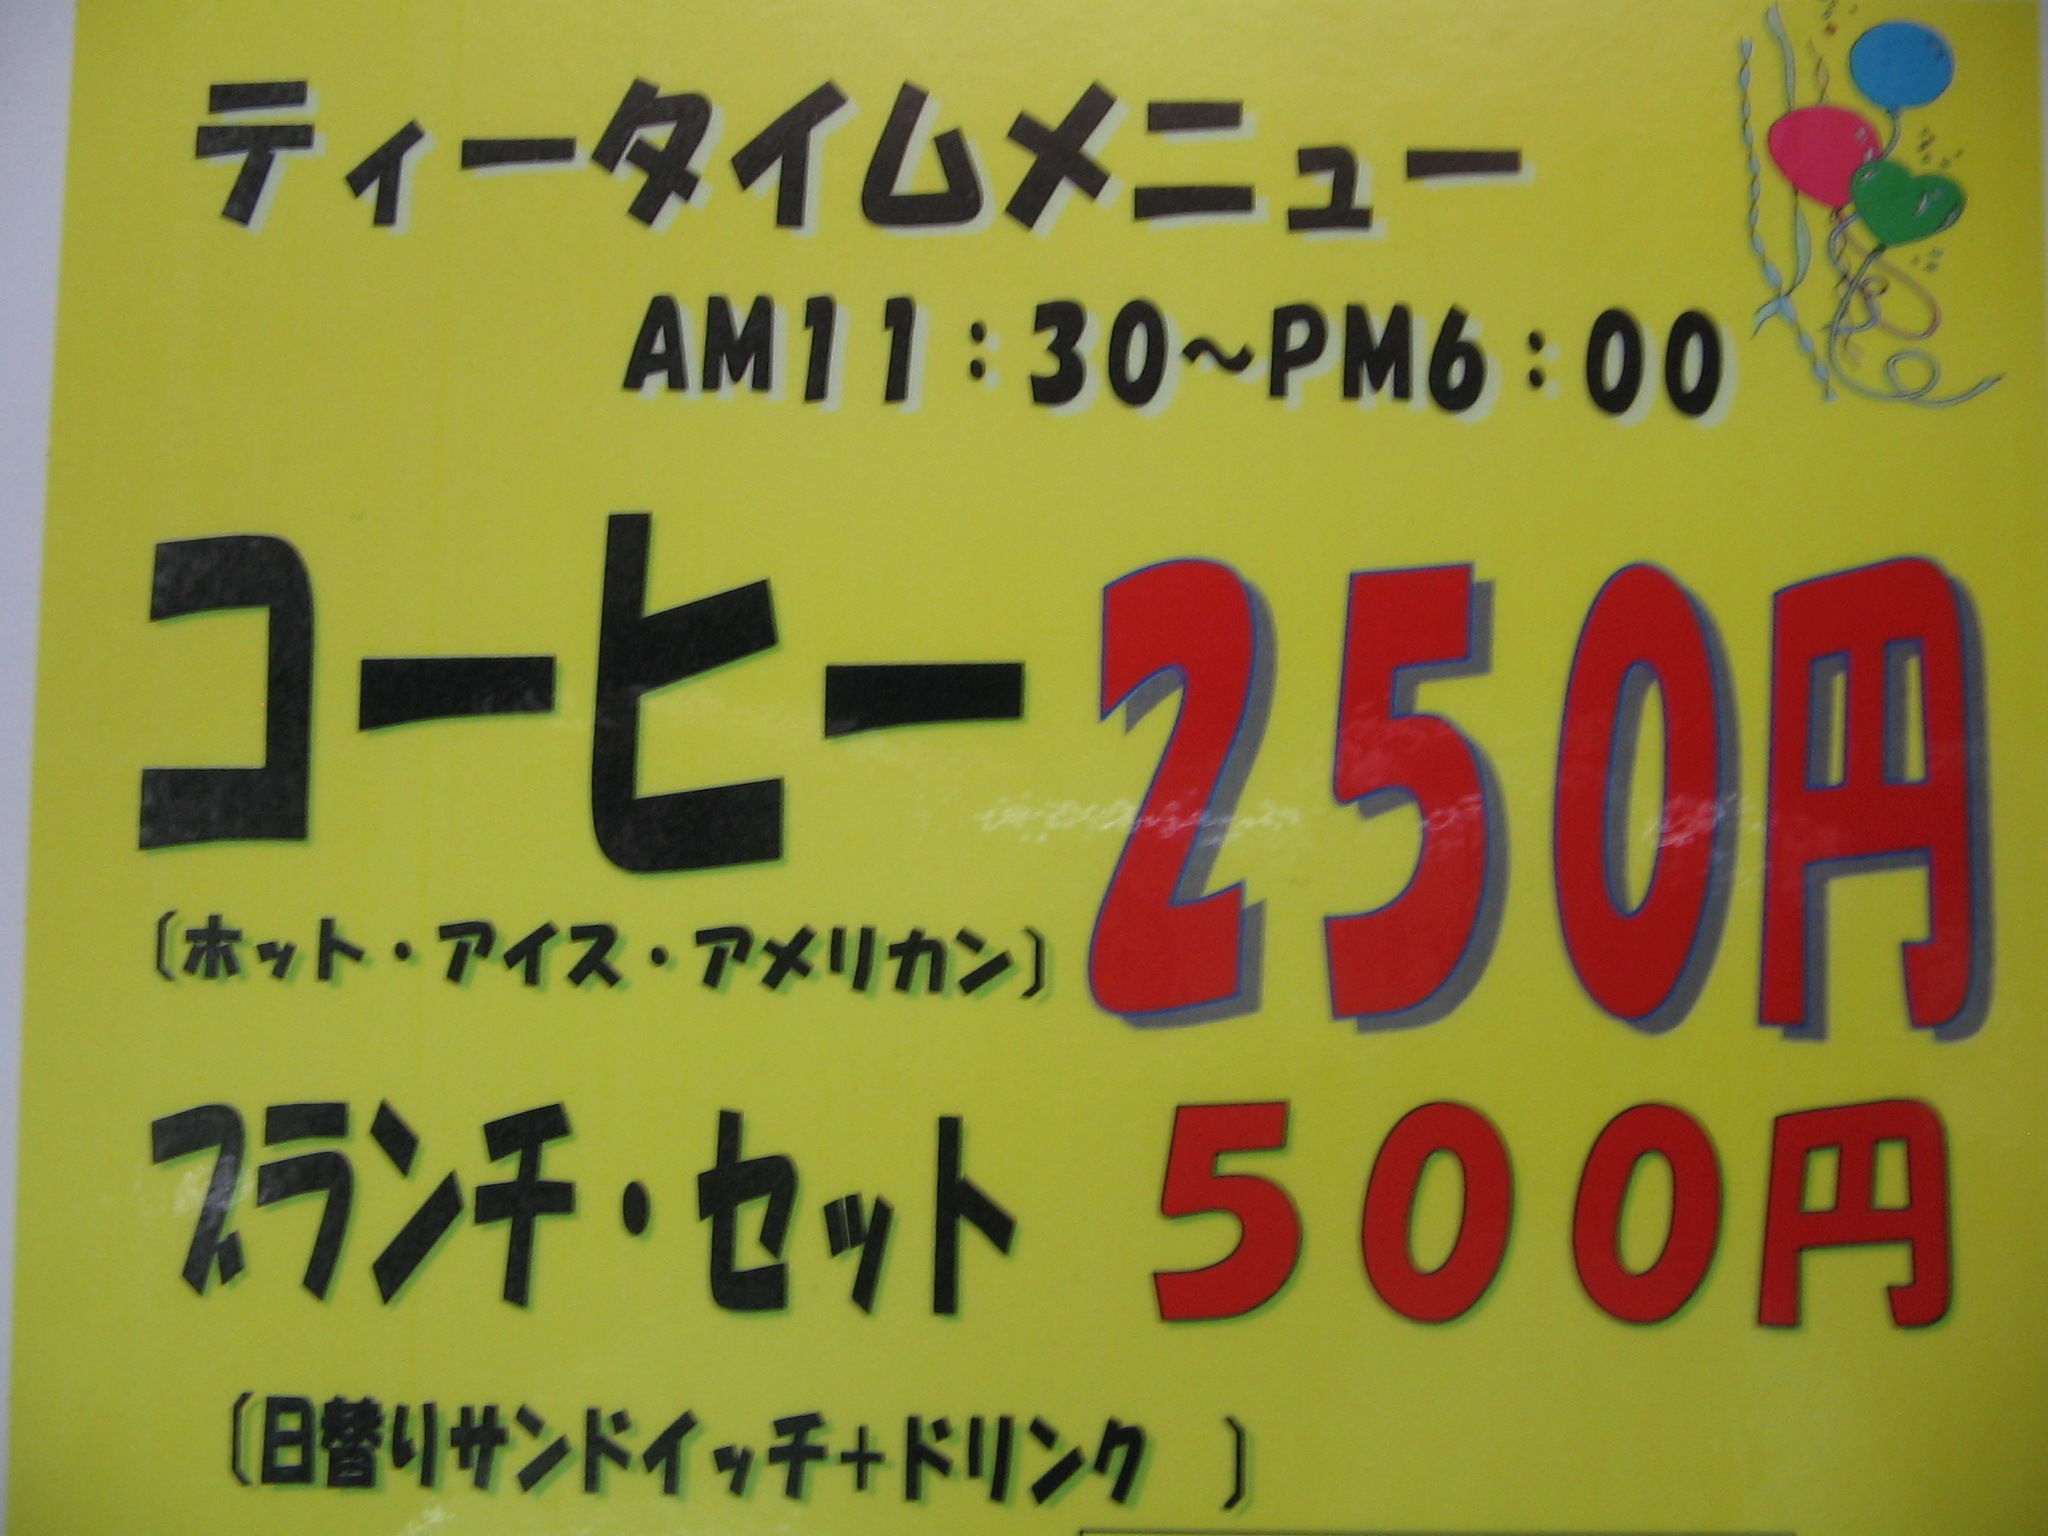 ティータイムメニュー
AM11:30~PM6:00
コーヒー 250円
〔ホット・アイス・アメリカン〕
ブランチ・セット 500円
〔日替りサンドイッチ+ドリンク 〕